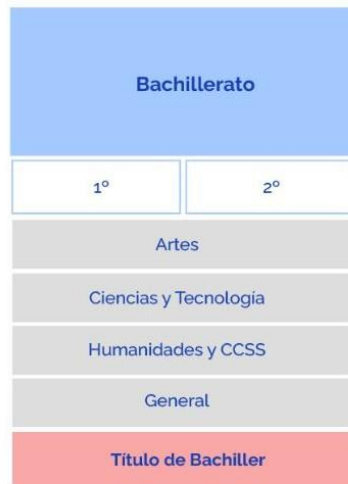 Bachillerato
1º 2º
Artes
Ciencias y Tecnología
Humanidades y CCSS
General
Título de Bachiller